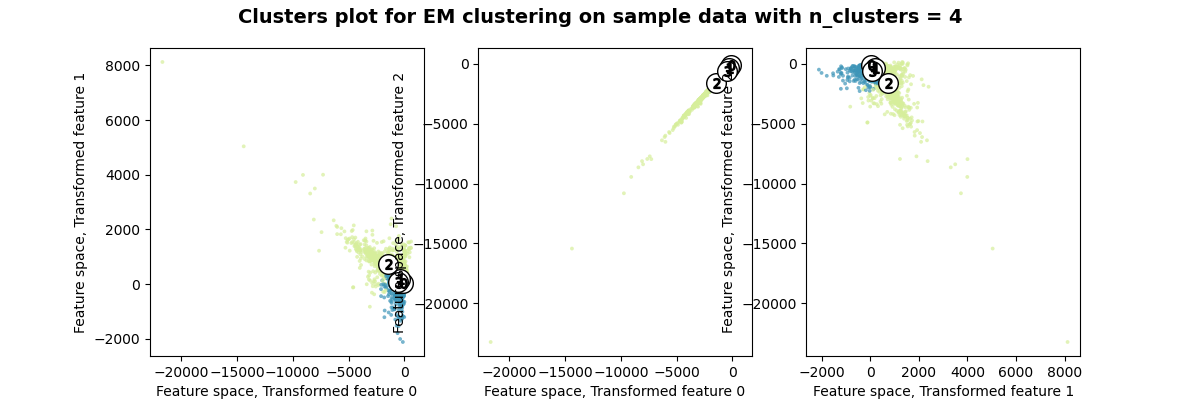 Clusters plot for EM clustering on sample data with n_clusters = 4
Feature space, Transformed feature 1
8000
6000
4000
2000
0
−2000
2
−20000 −15000 −10000 −5000 0
Feature space, Transformed feature 0
Feature space, Transformed feature 2
0
−5000
−10000
−15000
−20000
2
−20000 −15000 −10000 −5000 0
Feature space, Transformed feature 0
Feature space, Transformed feature
0
−5000
−10000
−15000
−20000
2
−2000 0 2000 4000 6000 8000
Feature space, Transformed feature 1